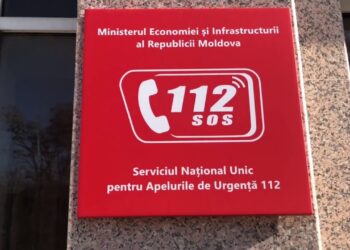 Ministerul Economiei și Infrastructurii
al Republicii Moldova
112
SOS
Serviciul Național Unic
pentru Apelurile de Urgență 112